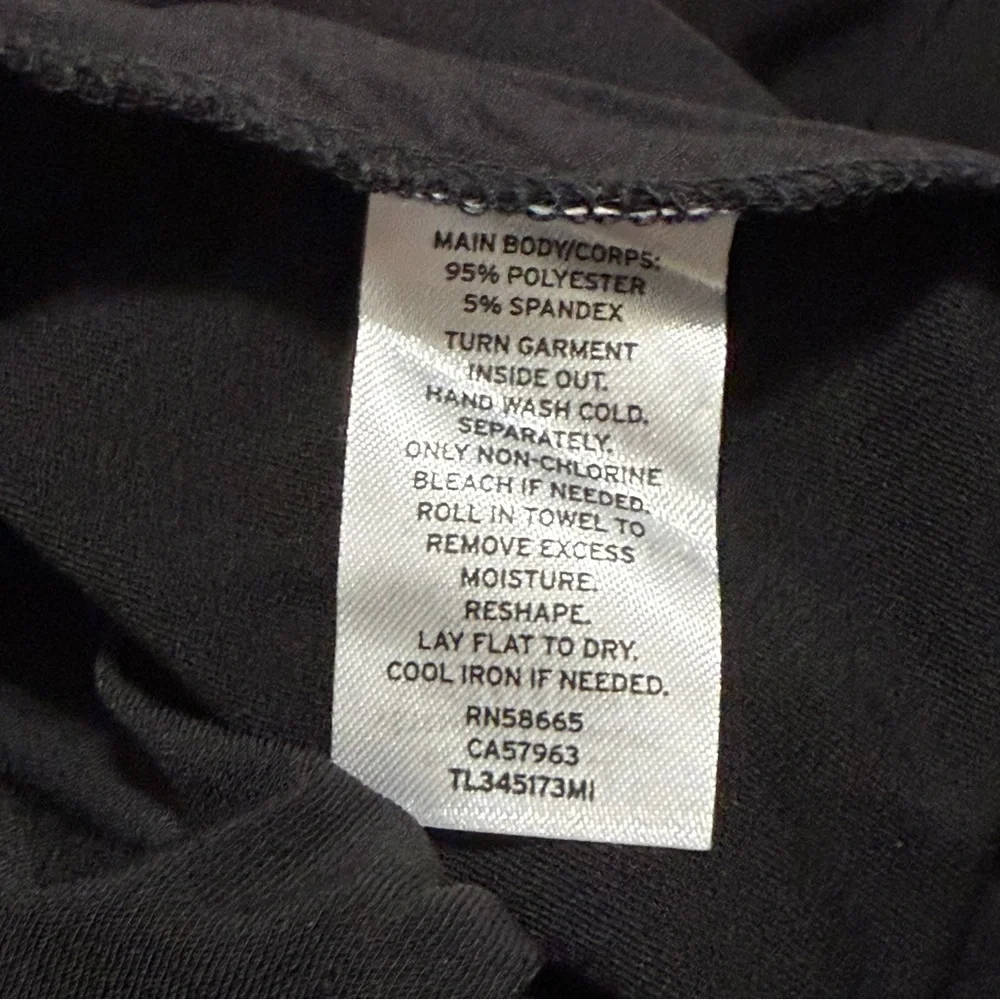 MAIN BODY/CORPS:
95% POLYESTER
5% SPANDEX
TURN GARMENT
INSIDE OUT.
HAND WASH COLD.
SEPARATELY.
ONLY NON-CHLORINE
BLEACH IF NEEDED.
ROLL IN TOWEL TO
REMOVE EXCESS
MOISTURE.
RESHAPE.
LAY FLAT TO DRY.
COOL IRON IF NEEDED.
RN58665
CA57963
TL345173MI